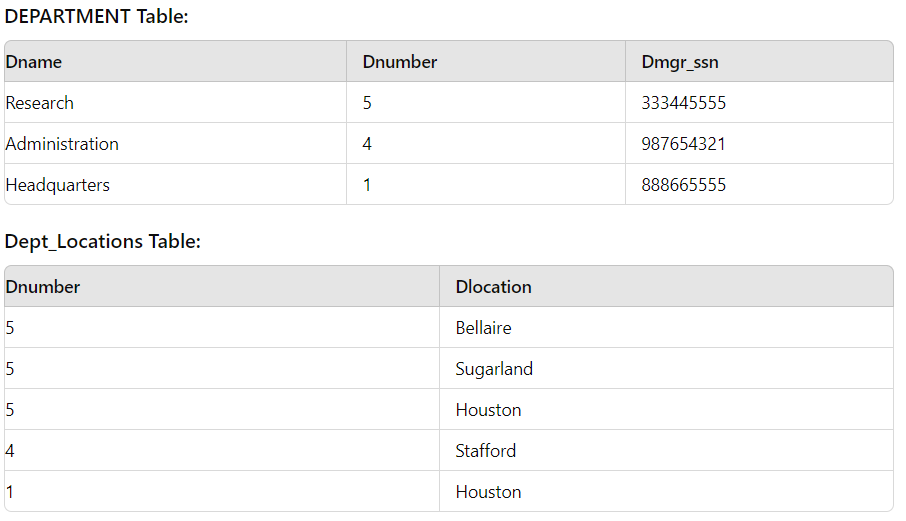 DEPARTMENT Table:
Dname Dnumber Dmgr_ssn
Research 5 333445555
Administration 4 987654321
Headquarters 1 888665555
Dept_Locations Table:
Dnumber Dlocation
5 Bellaire
5 Sugarland
5 Houston
4 Stafford
1 Houston